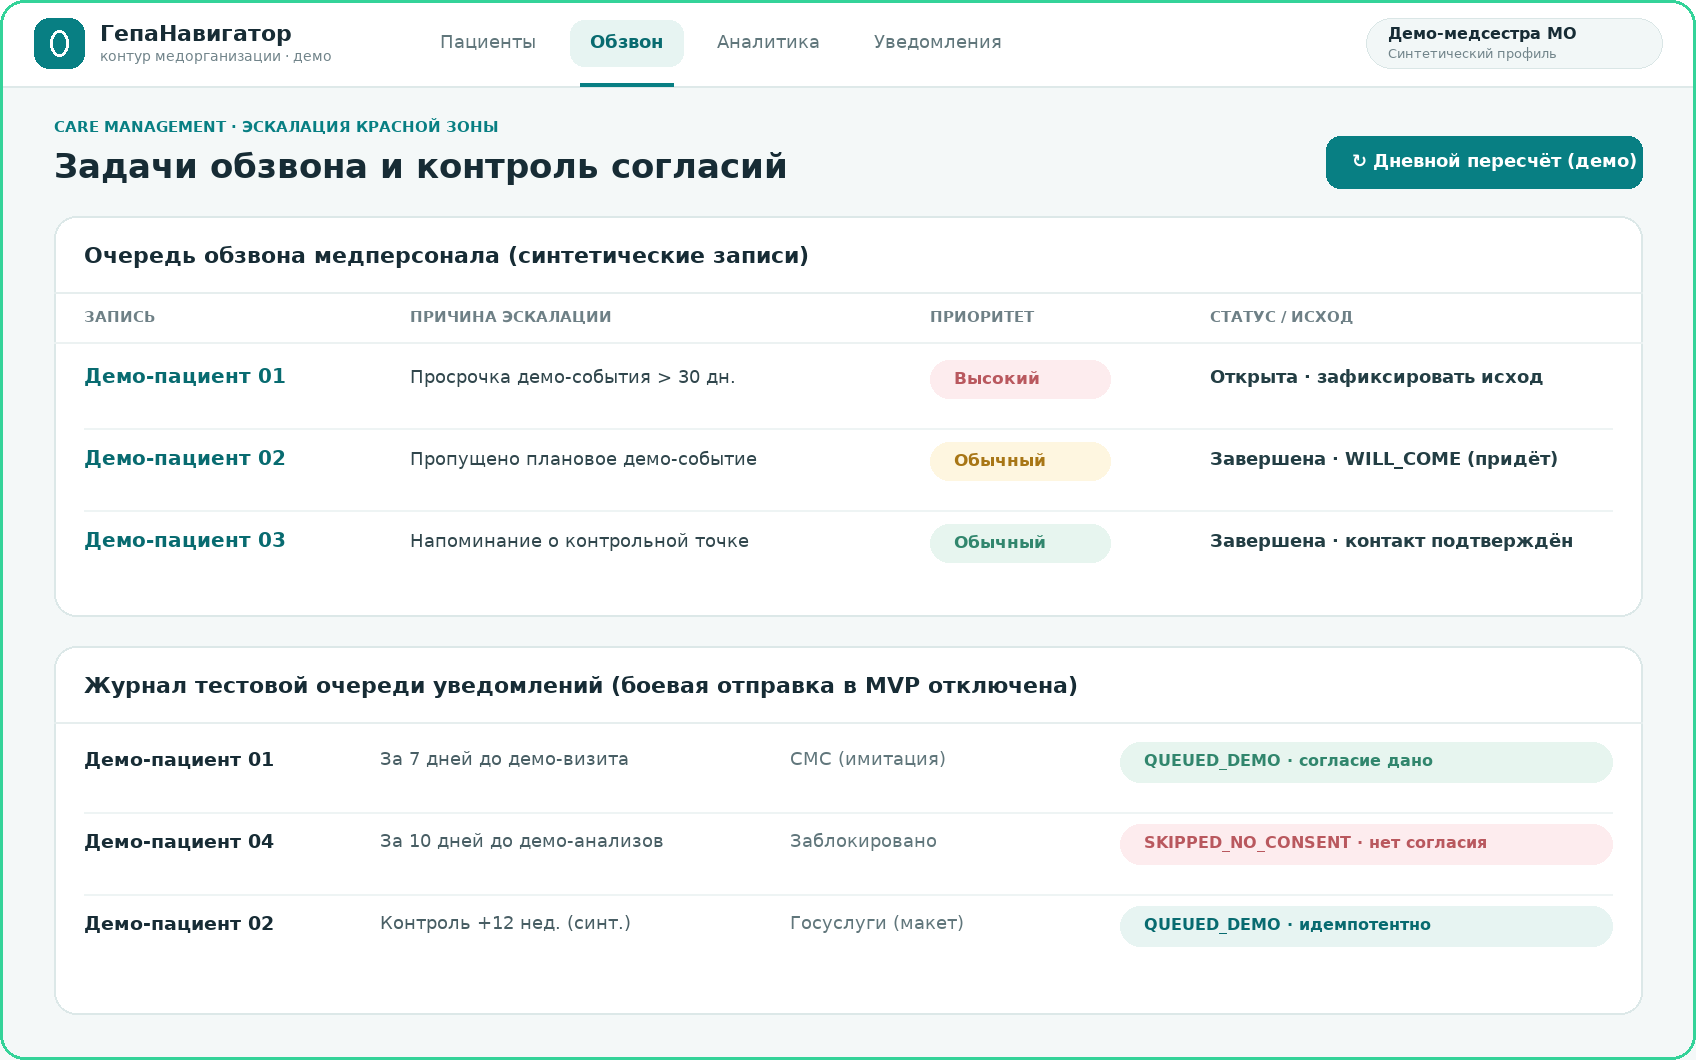 ГепаНавигатор
контур медорганизации · демо
Пациенты
Обзвон
Аналитика
Уведомления
Демо-медсестра МО
Синтетический профиль
CARE MANAGEMENT · ЭСКАЛАЦИЯ КРАСНОЙ ЗОНЫ
Задачи обзвона и контроль согласий
↻ Дневной пересчёт (демо)
Очередь обзвона медперсонала (синтетические записи)
ЗАПИСЬ ПРИЧИНА ЭСКАЛАЦИИ ПРИОРИТЕТ СТАТУС / ИСХОД
Демо-пациент 01 Просрочка демо-события > 30 дн. Высокий Открыта · зафиксировать исход
Демо-пациент 02 Пропущено плановое демо-событие Обычный Завершена · WILL_COME (придёт)
Демо-пациент 03 Напоминание о контрольной точке Обычный Завершена · контакт подтверждён
Журнал тестовой очереди уведомлений (боевая отправка в MVP отключена)
Демо-пациент 01 За 7 дней до демо-визита СМС (имитация) QUEUED_DEMO · согласие дано
Демо-пациент 04 За 10 дней до демо-анализов Заблокировано SKIPPED_NO_CONSENT · нет согласия
Демо-пациент 02 Контроль +12 нед. (синт.) Госуслуги (макет) QUEUED_DEMO · идемпотентно